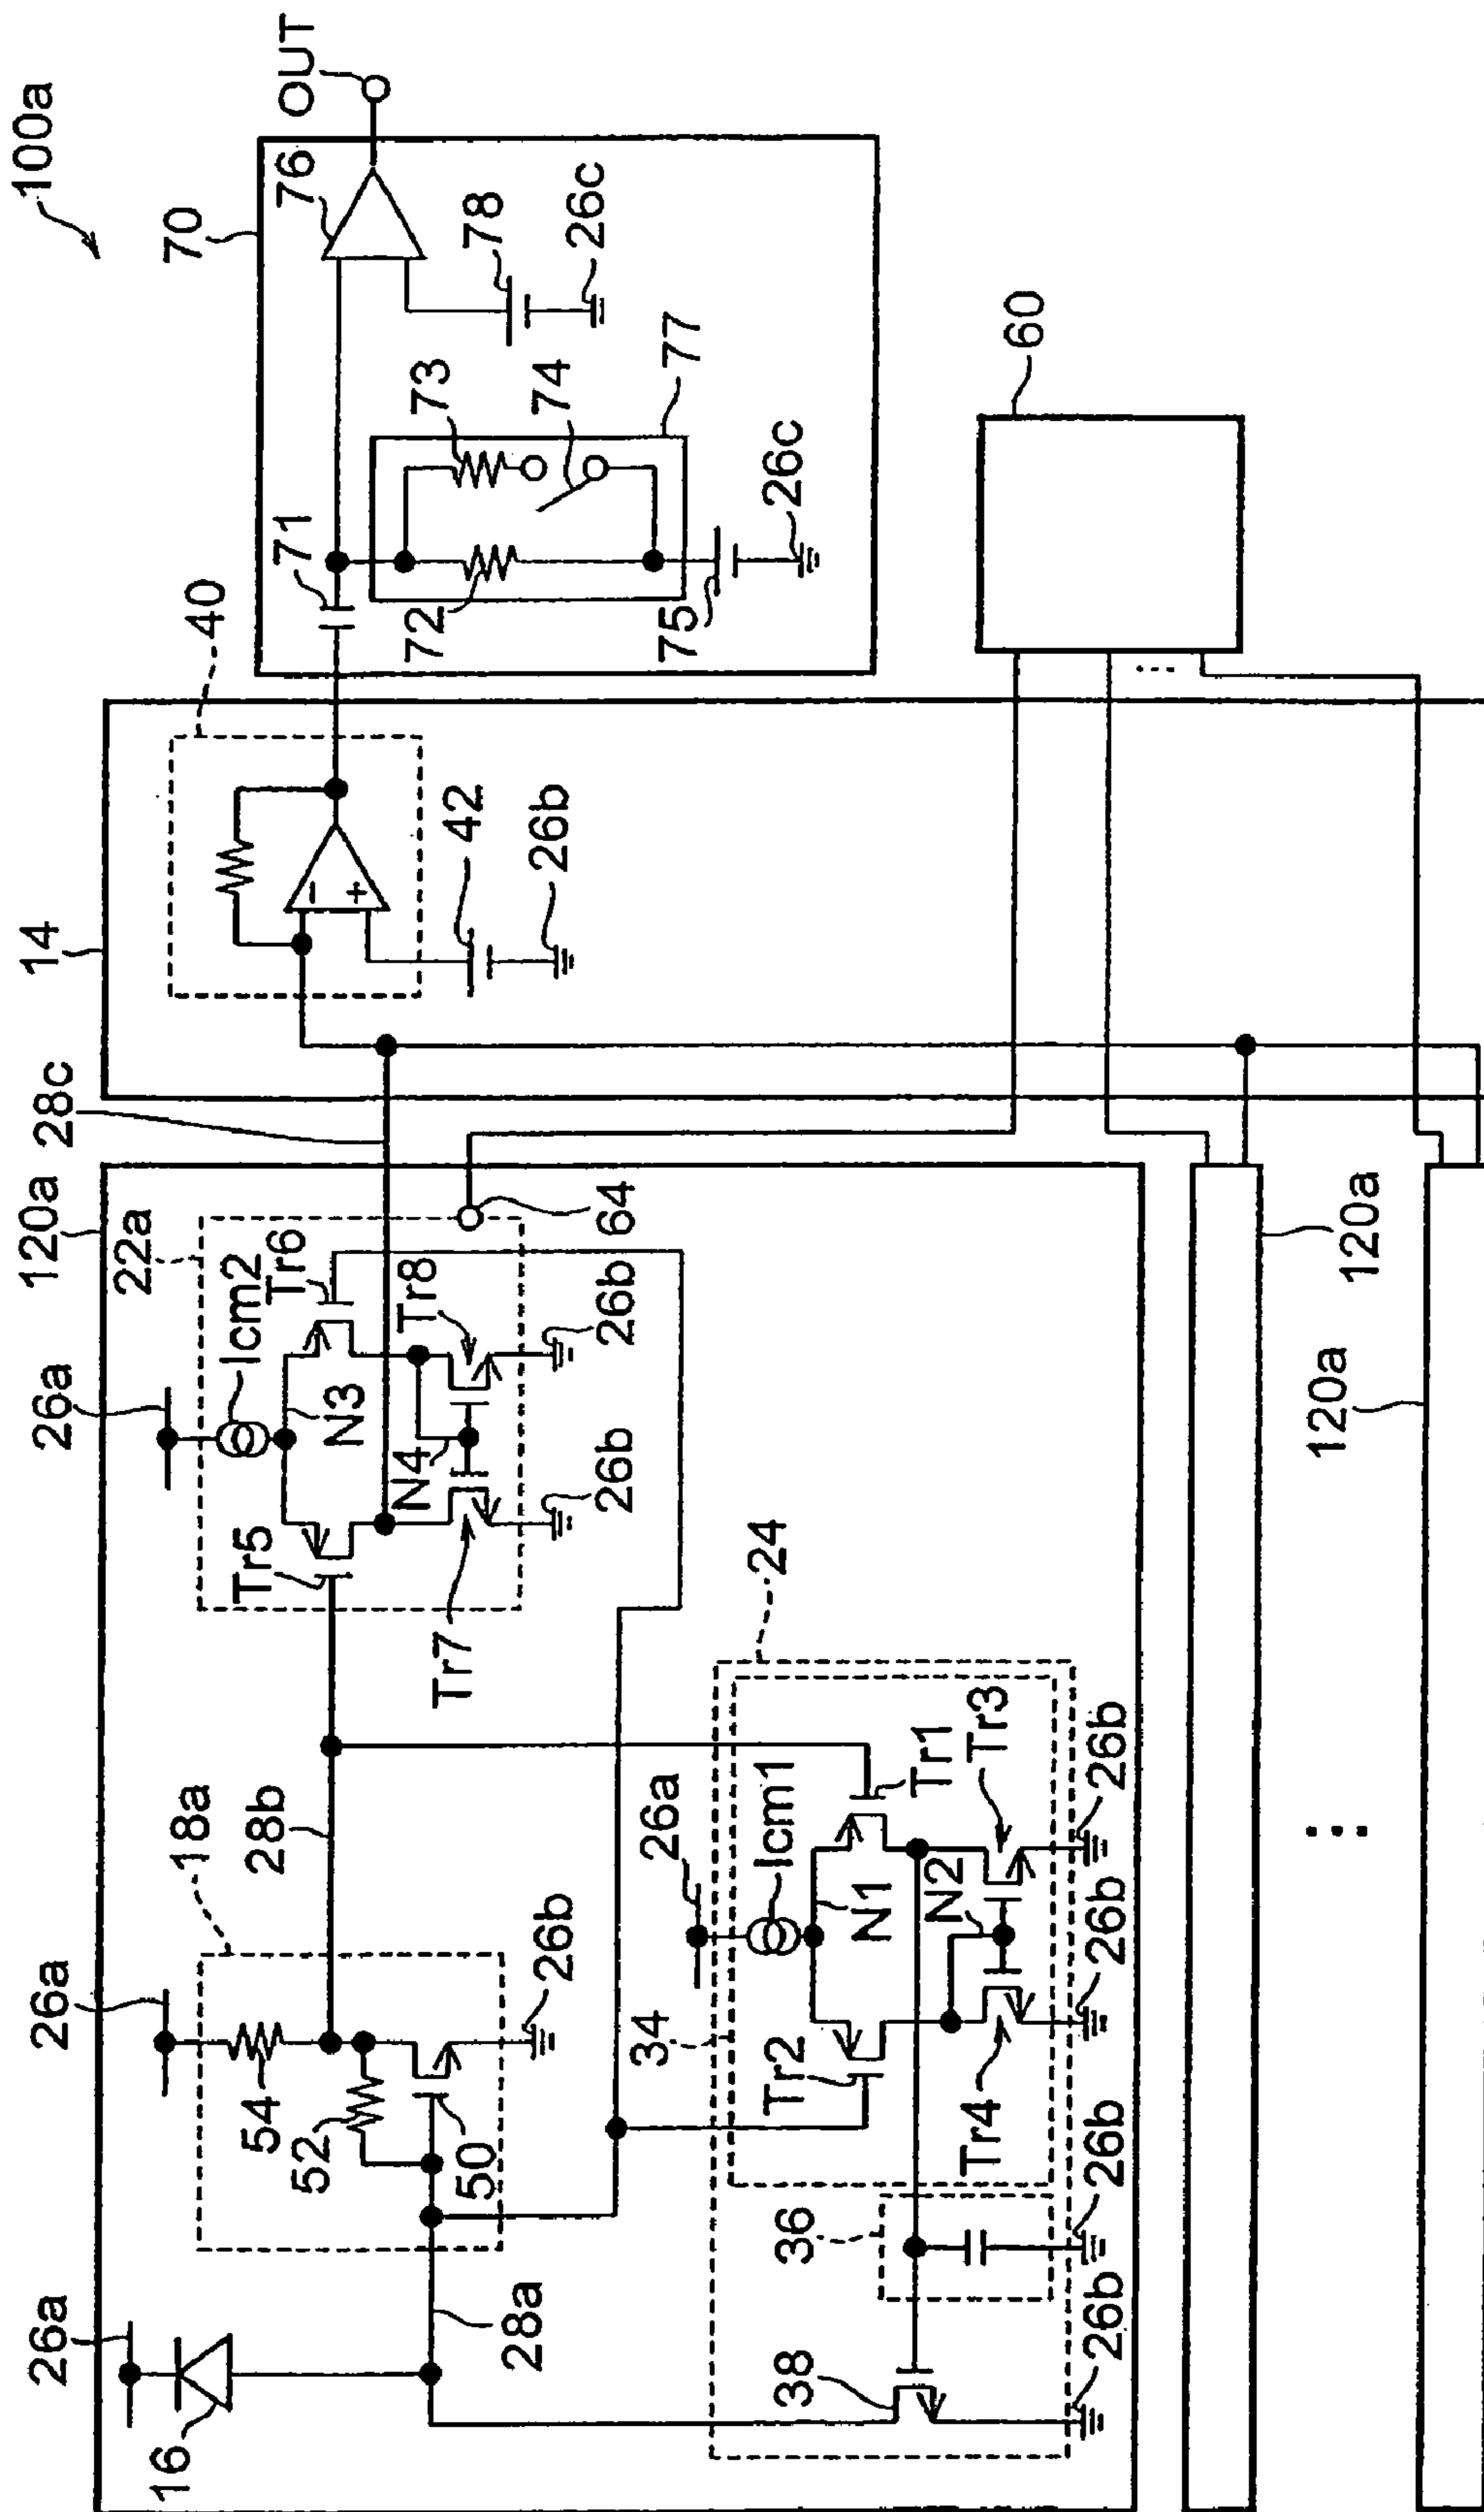 100a
70
76
OUT
78
26c
77
73
74
71
72
75
26c
60
40
14
42
26b
28c
120a
22a
Icm2
Tr6
64
26a
N3
Tr8
N4
26b
26b
Tr5
Tr7
24
18a
28b
26a
Icm1
Tr1
Tr3
N1
N2
26b
26b
26a
54
52
50
26b
34
Tr2
Tr4
36
26b
26a
16
28a
38
26b
120a
120a
− +
...
...